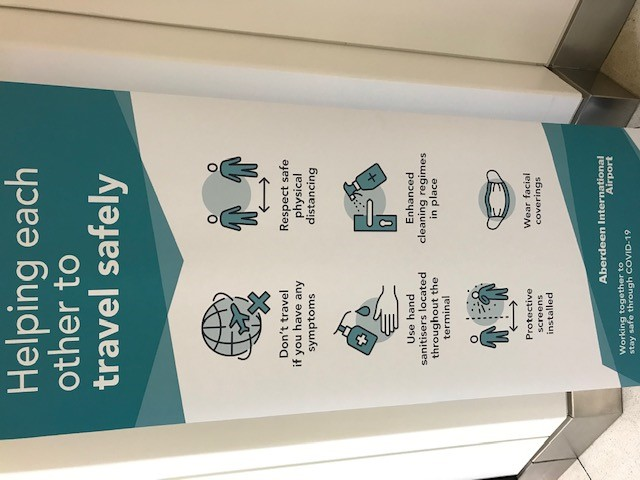 Helping each
other to
travel safely
Don't travel
if you have any
symptoms
Respect safe
physical
distancing
Use hand
sanitisers located
throughout the
terminal
Enhanced
cleaning regimes
in place
Protective
screens
installed
Wear facial
coverings
Working together to
stay safe through COVID-19
Aberdeen International
Airport